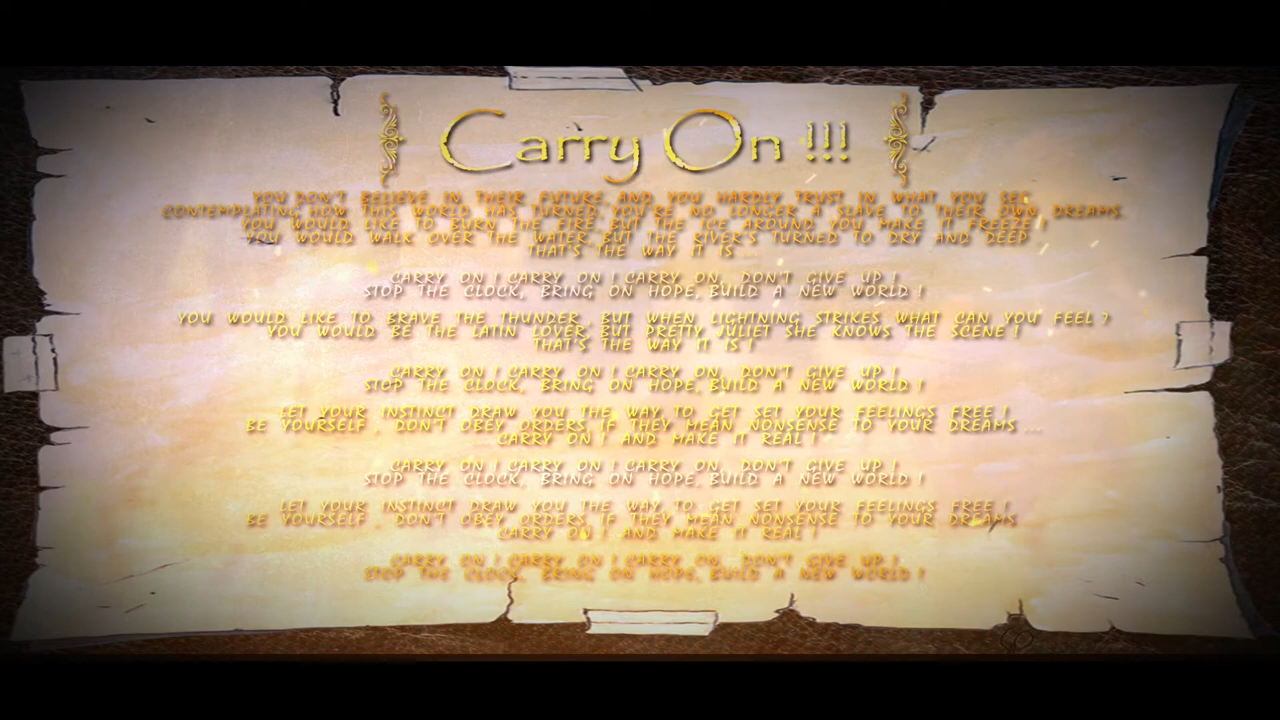 Carry On !!!
YOU DON'T BELIEVE IN THEIR FUTURE, AND YOU HARDLY TRUST IN WHAT YOU SEE
CONTEMPLATING HOW THIS WORLD HAS TURNED, YOU'RE NO LONGER A SLAVE TO THEIR OWN DREAMS
YOU WOULD LIKE TO BURN THE FIRE, BUT THE ICE AROUND YOU MAKE IT FREEZE !
YOU WOULD WALK OVER THE WATER, BUT THE RIVER'S TURNED TO DRY AND DEEP
THAT'S THE WAY IT IS ...
CARRY ON ! CARRY ON ! CARRY ON, DON'T GIVE UP !
STOP THE CLOCK, BRING ON HOPE, BUILD A NEW WORLD !
YOU WOULD LIKE TO BRAVE THE THUNDER, BUT WHEN LIGHTNING STRIKES WHAT CAN YOU FEEL ?
YOU WOULD BE THE LATIN LOVER, BUT PRETTY JULIET SHE KNOWS THE SCENE !
THAT'S THE WAY IT IS !
CARRY ON ! CARRY ON ! CARRY ON, DON'T GIVE UP !
STOP THE CLOCK, BRING ON HOPE, BUILD A NEW WORLD !
LET YOUR INSTINCT DRAW YOU THE WAY, TO GET SET YOUR FEELINGS FREE !
BE YOURSELF , DON'T OBEY ORDERS, IF THEY MEAN NONSENSE TO YOUR DREAMS ...
CARRY ON ! AND MAKE IT REAL !
CARRY ON ! CARRY ON ! CARRY ON, DON'T GIVE UP !
STOP THE CLOCK, BRING ON HOPE, BUILD A NEW WORLD !
LET YOUR INSTINCT DRAW YOU THE WAY, TO GET SET YOUR FEELINGS FREE !
BE YOURSELF , DON'T OBEY ORDERS, IF THEY MEAN NONSENSE TO YOUR DREAMS
CARRY ON ! AND MAKE IT REAL !
CARRY ON ! CARRY ON ! CARRY ON, DON'T GIVE UP !
STOP THE CLOCK, BRING ON HOPE, BUILD A NEW WORLD !